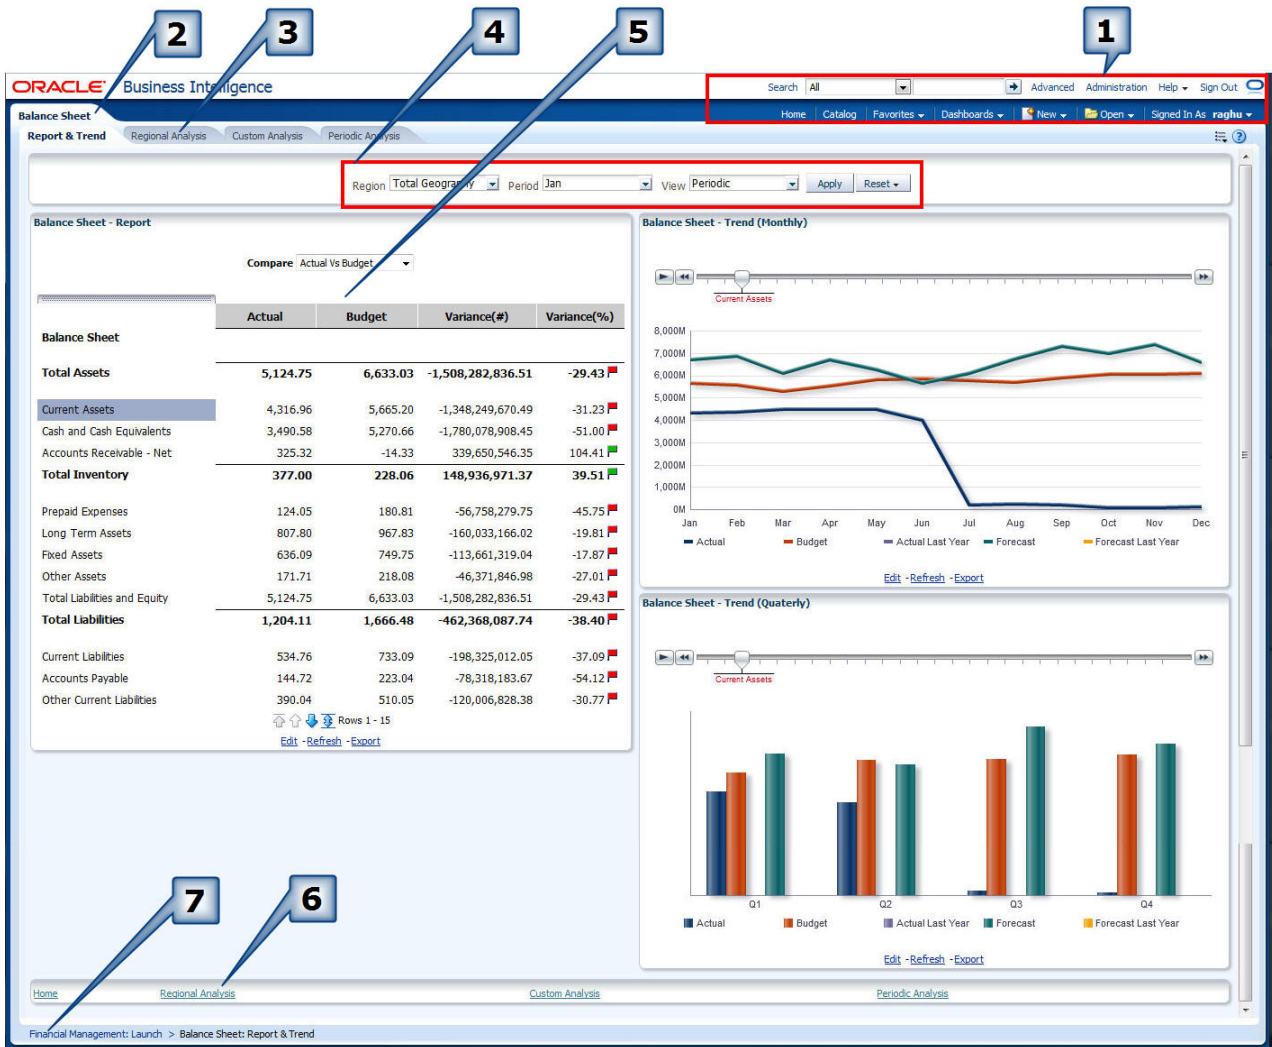 2
3
4
5
1
ORACLE Business Intelligence
Search All Advanced Administration Help Sign Out
Balance Sheet
Home Catalog Favorites Dashboards New Open Signed In As raghu
Report & Trend Regional Analysis Custom Analysis Periodic Analysis
Region Total Geography Period Jan View Periodic Apply Reset
Balance Sheet - Report
Compare Actual Vs Budget
Actual Budget Variance(#) Variance(%)
Balance Sheet
Total Assets 5,124.75 6,633.03 -1,508,282,836.51 -29.43
Current Assets 4,316.96 5,665.20 -1,348,249,670.49 -31.23
Cash and Cash Equivalents 3,490.58 5,270.66 -1,780,078,908.45 -51.00
Accounts Receivable - Net 325.32 -14.33 339,650,546.35 104.41
Total Inventory 377.00 228.06 148,936,971.37 39.51
Prepaid Expenses 124.05 180.81 -56,758,279.75 -45.75
Long Term Assets 807.80 967.83 -160,033,166.02 -19.81
Fixed Assets 636.09 749.75 -113,661,319.04 -17.87
Other Assets 171.71 218.08 -46,371,846.98 -27.01
Total Liabilities and Equity 5,124.75 6,633.03 -1,508,282,836.51 -29.43
Total Liabilities 1,204.11 1,666.48 -462,368,087.74 -38.40
Current Liabilities 534.76 733.09 -198,325,012.05 -37.09
Accounts Payable 144.72 223.04 -78,318,183.67 -54.12
Other Current Liabilities 390.04 510.05 -120,006,828.38 -30.77
Rows 1 - 15
Edit - Refresh - Export
Balance Sheet - Trend (Monthly)
Current Assets
8,000M
7,000M
6,000M
5,000M
4,000M
3,000M
2,000M
1,000M
0M
Jan Feb Mar Apr May Jun Jul Aug Sep Oct Nov Dec
Actual Budget Actual Last Year Forecast Forecast Last Year
Edit - Refresh - Export
Balance Sheet - Trend (Quaterly)
Current Assets
Q1 Q2 Q3 Q4
Actual Budget Actual Last Year Forecast Forecast Last Year
Edit - Refresh - Export
7
6
Home Regional Analysis Custom Analysis Periodic Analysis
Financial Management: Launch > Balance Sheet: Report & Trend